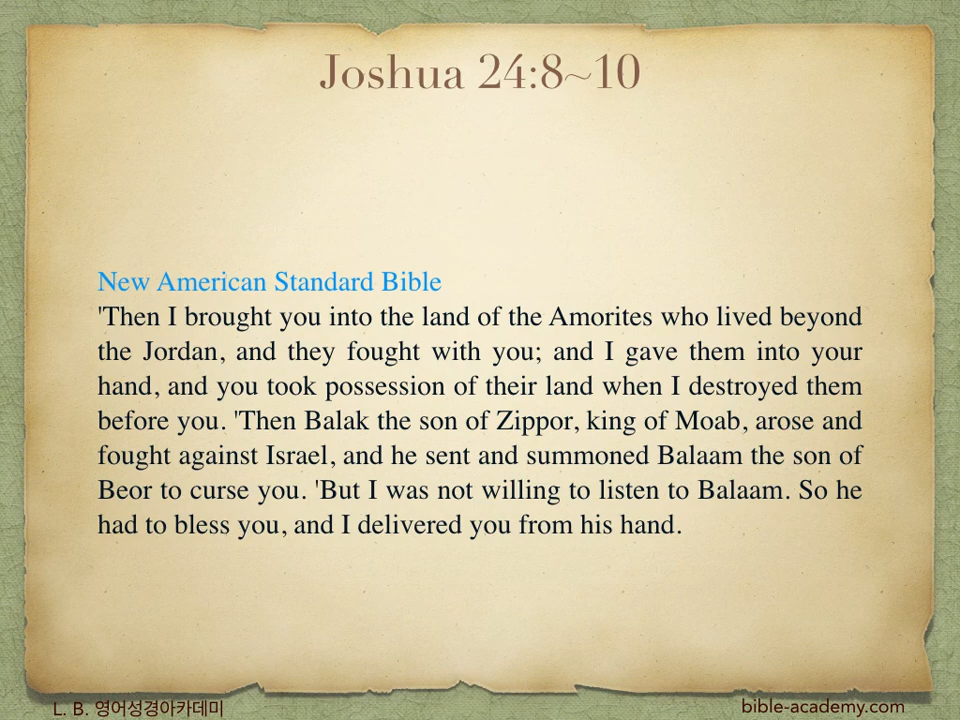 Joshua 24:8~10
New American Standard Bible
'Then I brought you into the land of the Amorites who lived beyond
the Jordan, and they fought with you; and I gave them into your
hand, and you took possession of their land when I destroyed them
before you. 'Then Balak the son of Zippor, king of Moab, arose and
fought against Israel, and he sent and summoned Balaam the son of
Beor to curse you. 'But I was not willing to listen to Balaam. So he
had to bless you, and I delivered you from his hand.
L. B. 영어성경아카데미
bible-academy.com